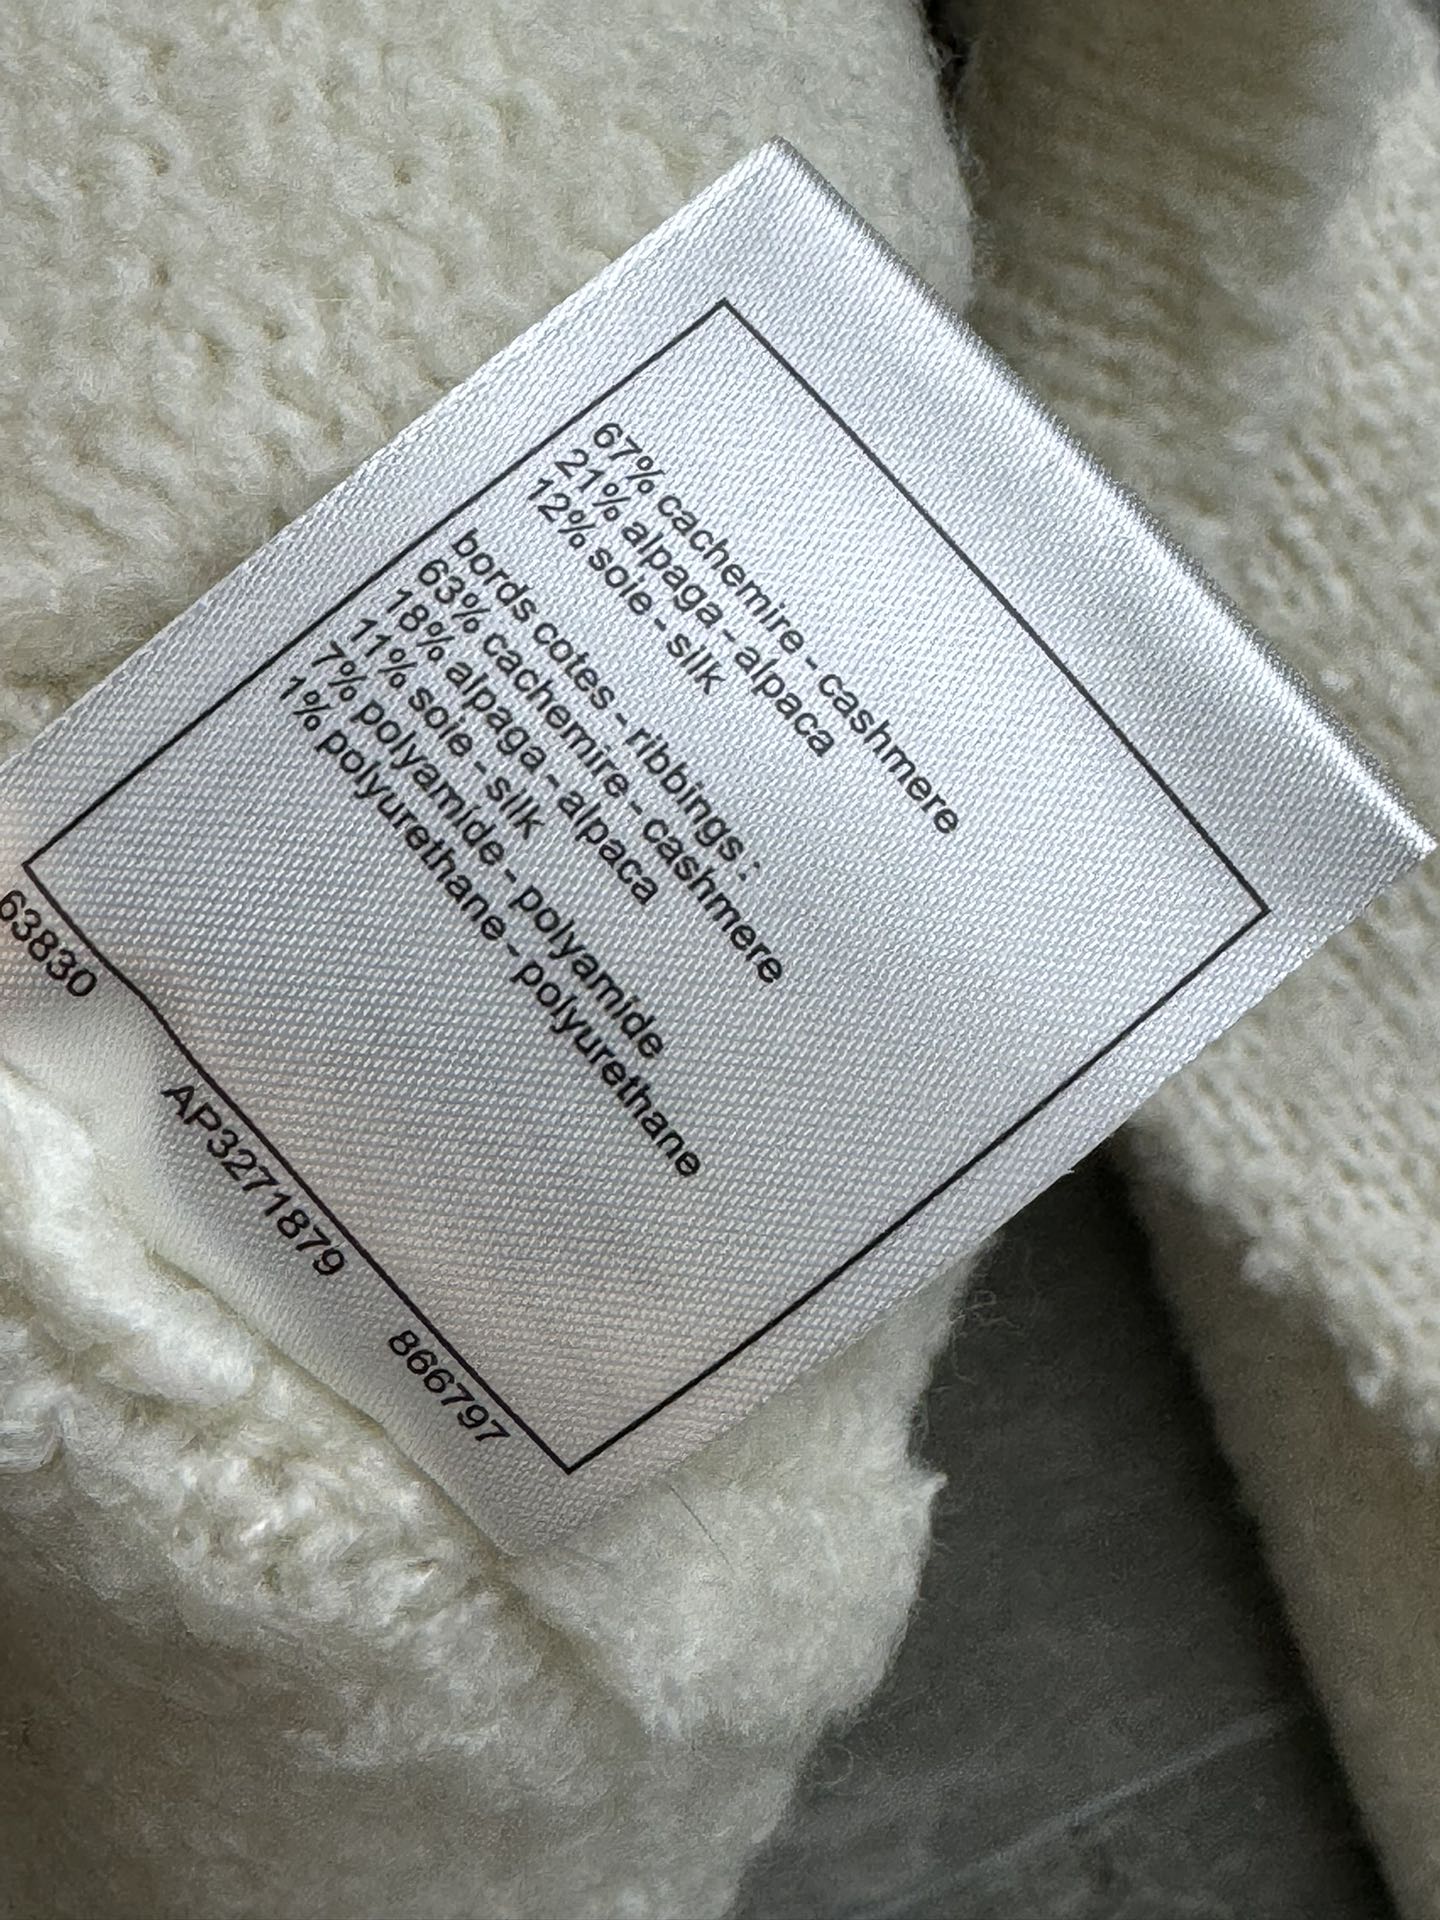 67% cachemire - cashmere
21% alpaga - alpaca
12% soie - silk
bords cotes - ribbings :
63% cachemire - cashmere
18% alpaga - alpaca
11% soie - silk
7% polyamide - polyamide
1% polyurethane - polyurethane
63830 AP3271879 866797